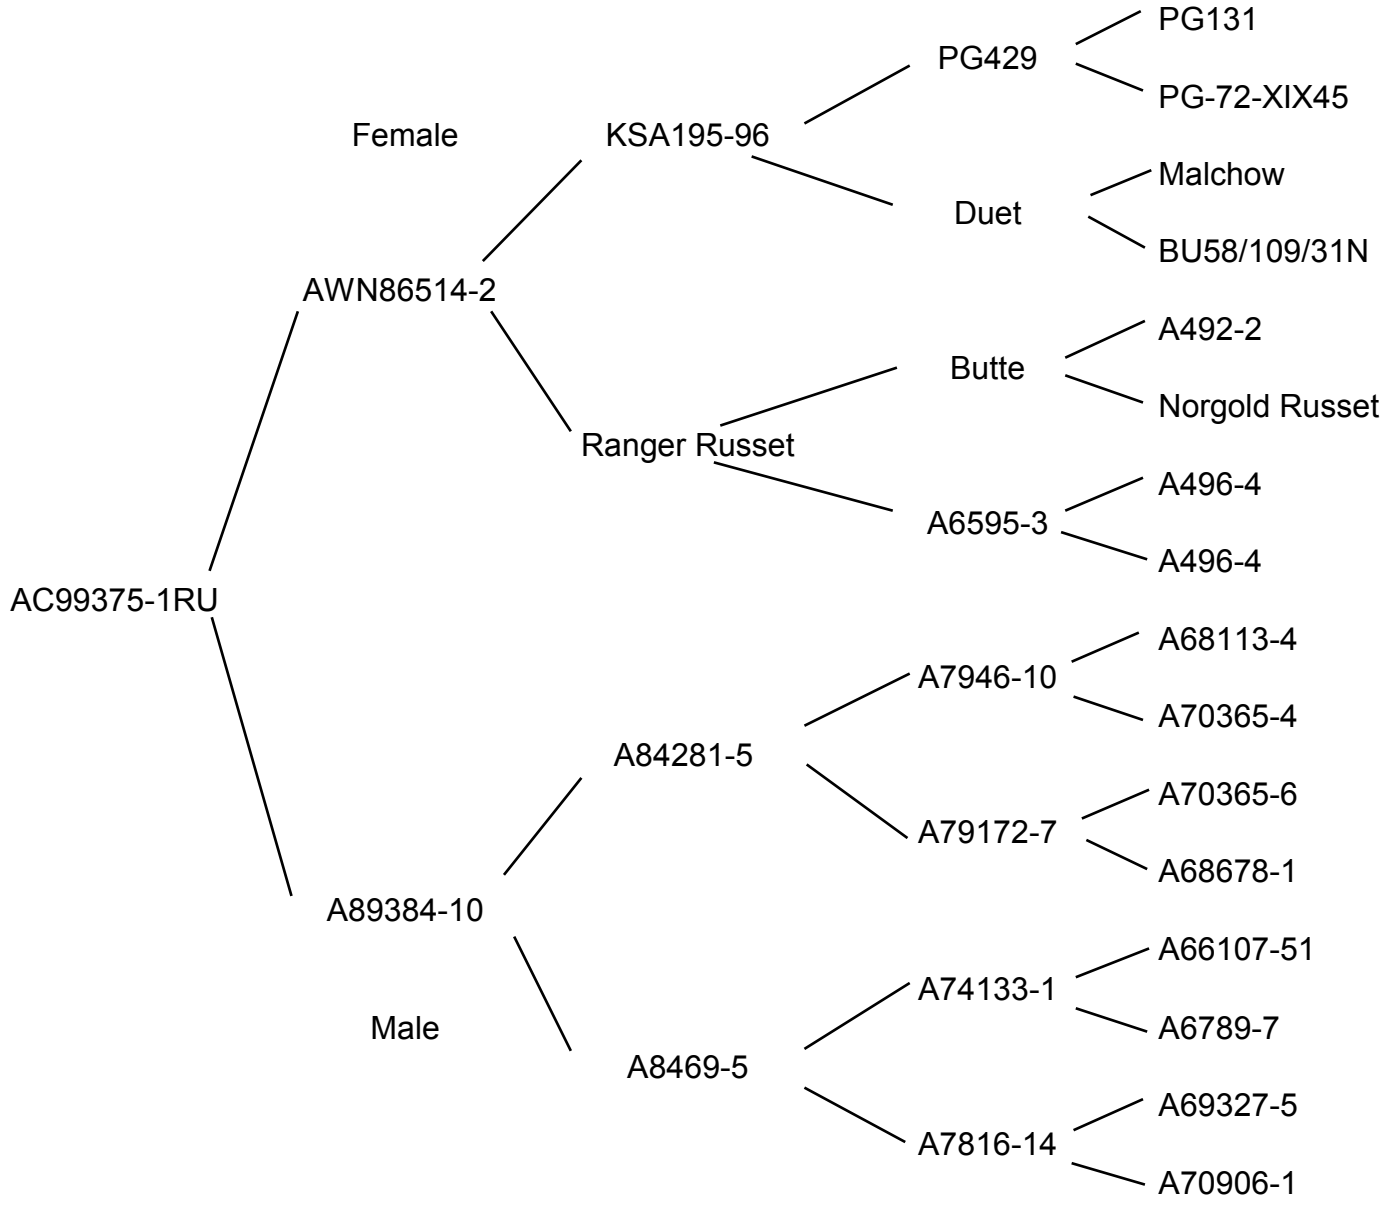 PG131
PG429
PG-72-XIX45
Female
KSA195-96
Malchow
Duet
BU58/109/31N
AWN86514-2
A492-2
Butte
Norgold Russet
Ranger Russet
A496-4
A6595-3
A496-4
AC99375-1RU
A68113-4
A7946-10
A70365-4
A84281-5
A70365-6
A79172-7
A68678-1
A89384-10
A66107-51
A74133-1
Male
A6789-7
A8469-5
A69327-5
A7816-14
A70906-1